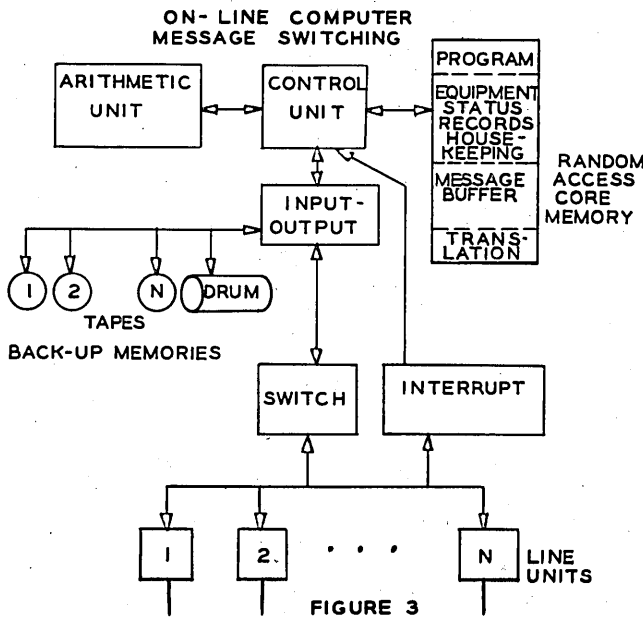 ON-LINE COMPUTER
MESSAGE SWITCHING
ARITHMETIC
UNIT
CONTROL
UNIT
PROGRAM
EQUIPMENT
STATUS
RECORDS
HOUSE-
KEEPING
MESSAGE
BUFFER
TRANS-
LATION
RANDOM
ACCESS
CORE
MEMORY
INPUT-
OUTPUT
1 2 N DRUM
TAPES
BACK-UP MEMORIES
SWITCH
INTERRUPT
1 2 . . . N
LINE
UNITS
FIGURE 3